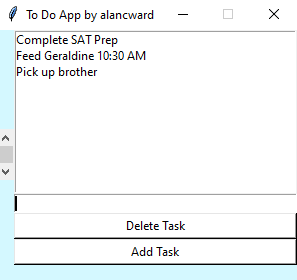 To Do App by alancward
Complete SAT Prep
Feed Geraldine 10:30 AM
Pick up brother
Delete Task
Add Task